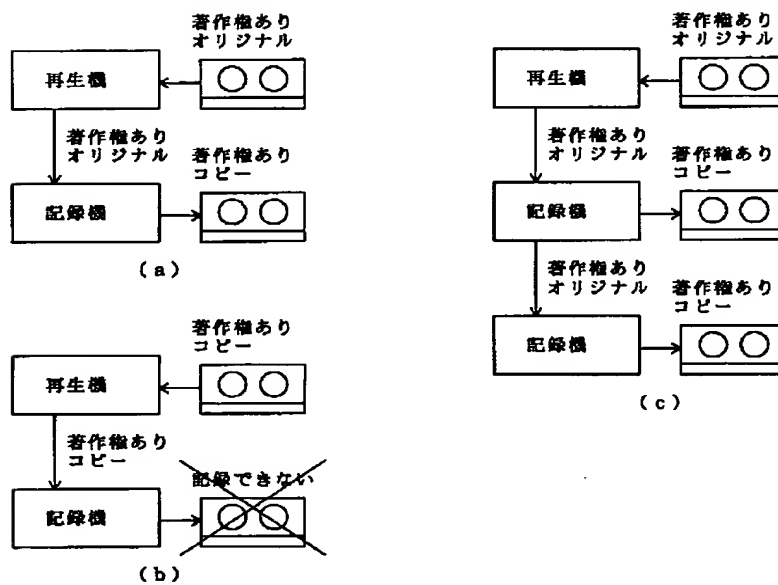 著作権あり
オリジナル
再生機
著作権あり
オリジナル
著作権あり
コピー
記録機
(a)
著作権あり
コピー
再生機
著作権あり
コピー
記録できない
記録機
(b)
著作権あり
オリジナル
再生機
著作権あり
オリジナル
著作権あり
コピー
記録機
著作権あり
オリジナル
著作権あり
コピー
記録機
(c)